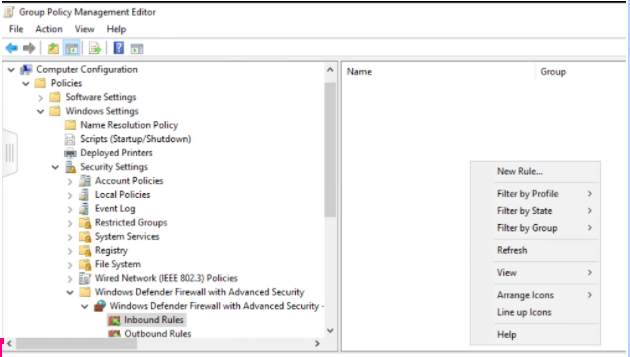 Group Policy Management Editor
File Action View Help
Computer Configuration
Policies
Software Settings
Windows Settings
Name Resolution Policy
Scripts (Startup/Shutdown)
Deployed Printers
Security Settings
Account Policies
Local Policies
Event Log
Restricted Groups
System Services
Registry
File System
Wired Network (IEEE 802.3) Policies
Windows Defender Firewall with Advanced Security
Windows Defender Firewall with Advanced Security -
Inbound Rules
Outbound Rules
Name Group
New Rule...
Filter by Profile
Filter by State
Filter by Group
Refresh
View
Arrange Icons
Line up Icons
Help